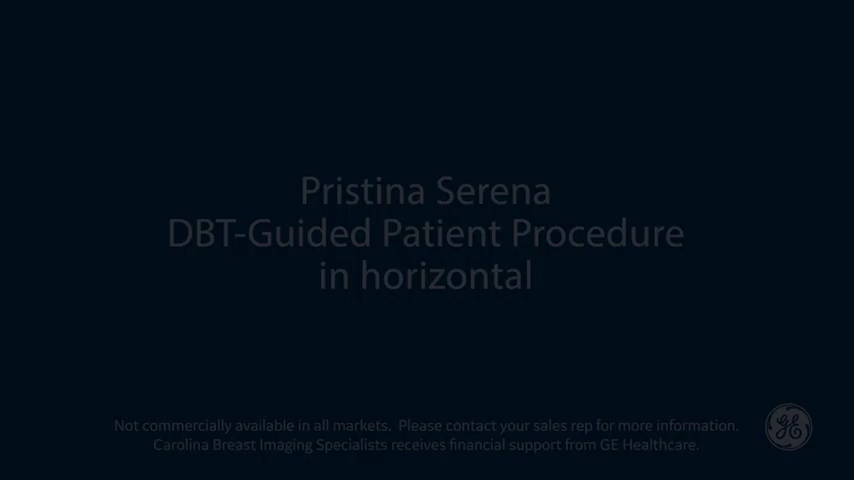 Pristina Serena
DBT-Guided Patient Procedure
in horizontal
Not commercially available in all markets. Please contact your sales rep for more information.
Carolina Breast Imaging Specialists receives financial support from GE Healthcare.
GE